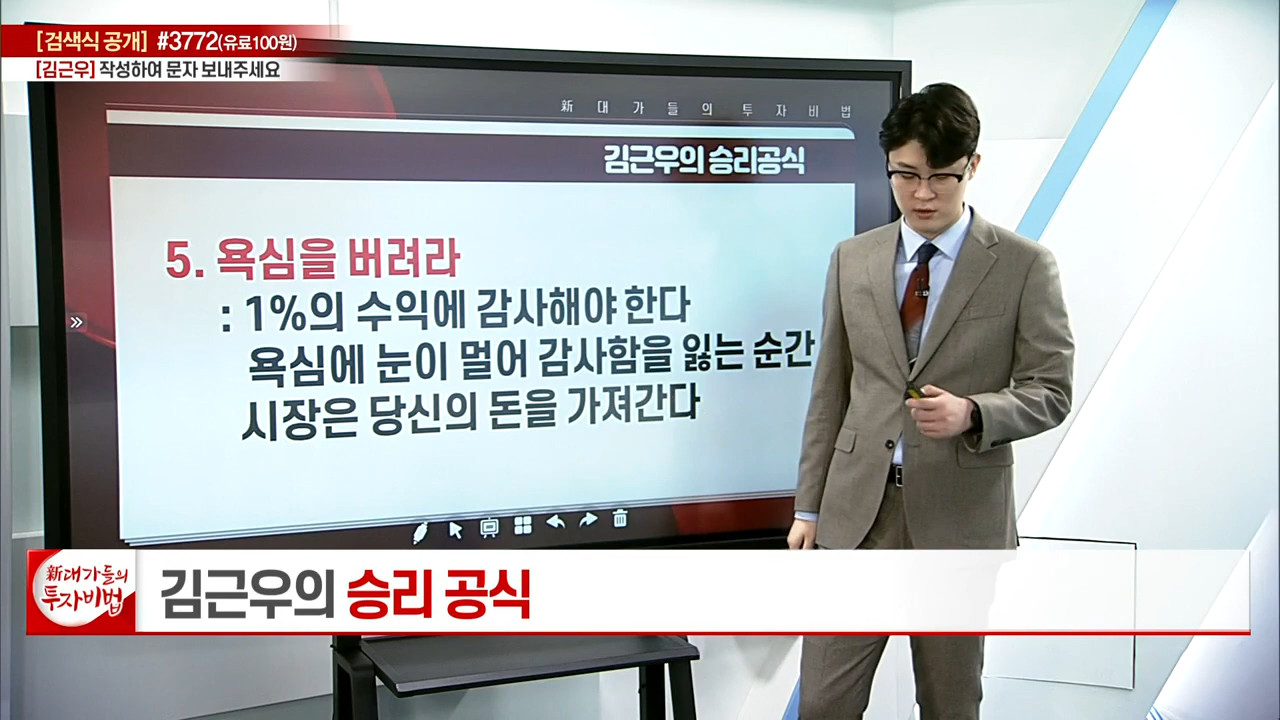 [검색식 공개] #3772(유료100원)
[김근우] 작성하여 문자 보내주세요
新 대가들의 투자비법
김근우의 승리공식
5. 욕심을 버려라
: 1%의 수익에 감사해야 한다
욕심에 눈이 멀어 감사함을 잃는 순간
시장은 당신의 돈을 가져간다
新대가들의
투자비법
김근우의 승리 공식